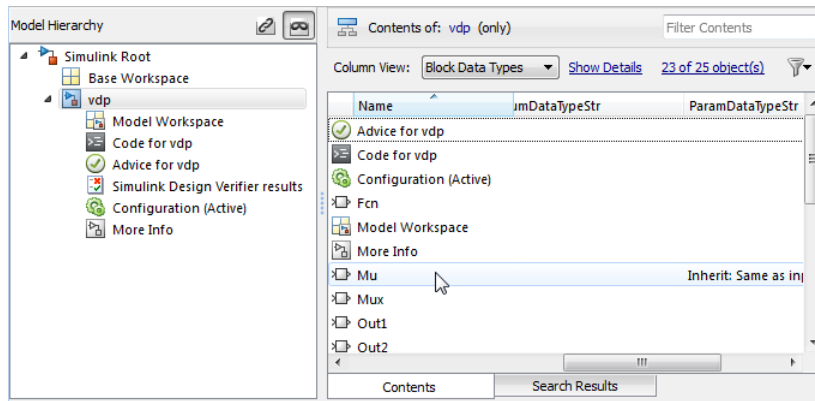 Model Hierarchy
Simulink Root
Base Workspace
vdp
Model Workspace
Code for vdp
Advice for vdp
Simulink Design Verifier results
Configuration (Active)
More Info
Contents of: vdp (only)
Filter Contents
Column View: Block Data Types Show Details 23 of 25 object(s)
Name umDataTypeStr ParamDataTypeStr
Advice for vdp
Code for vdp
Configuration (Active)
Fcn
Model Workspace
More Info
Mu Inherit: Same as inp
Mux
Out1
Out2
Contents Search Results